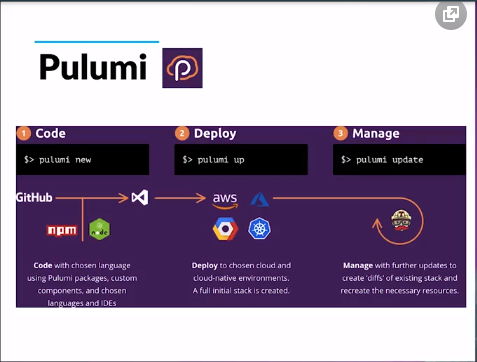 Pulumi
1 Code
$> pulumi new
2 Deploy
$> pulumi up
3 Manage
$> pulumi update
GitHub
npm
node
aws
Code with chosen language
using Pulumi packages, custom
components, and chosen
languages and IDEs
Deploy to chosen cloud and
cloud-native environments.
A full initial stack is created.
Manage with further updates to
create 'diffs' of existing stack and
recreate the necessary resources.